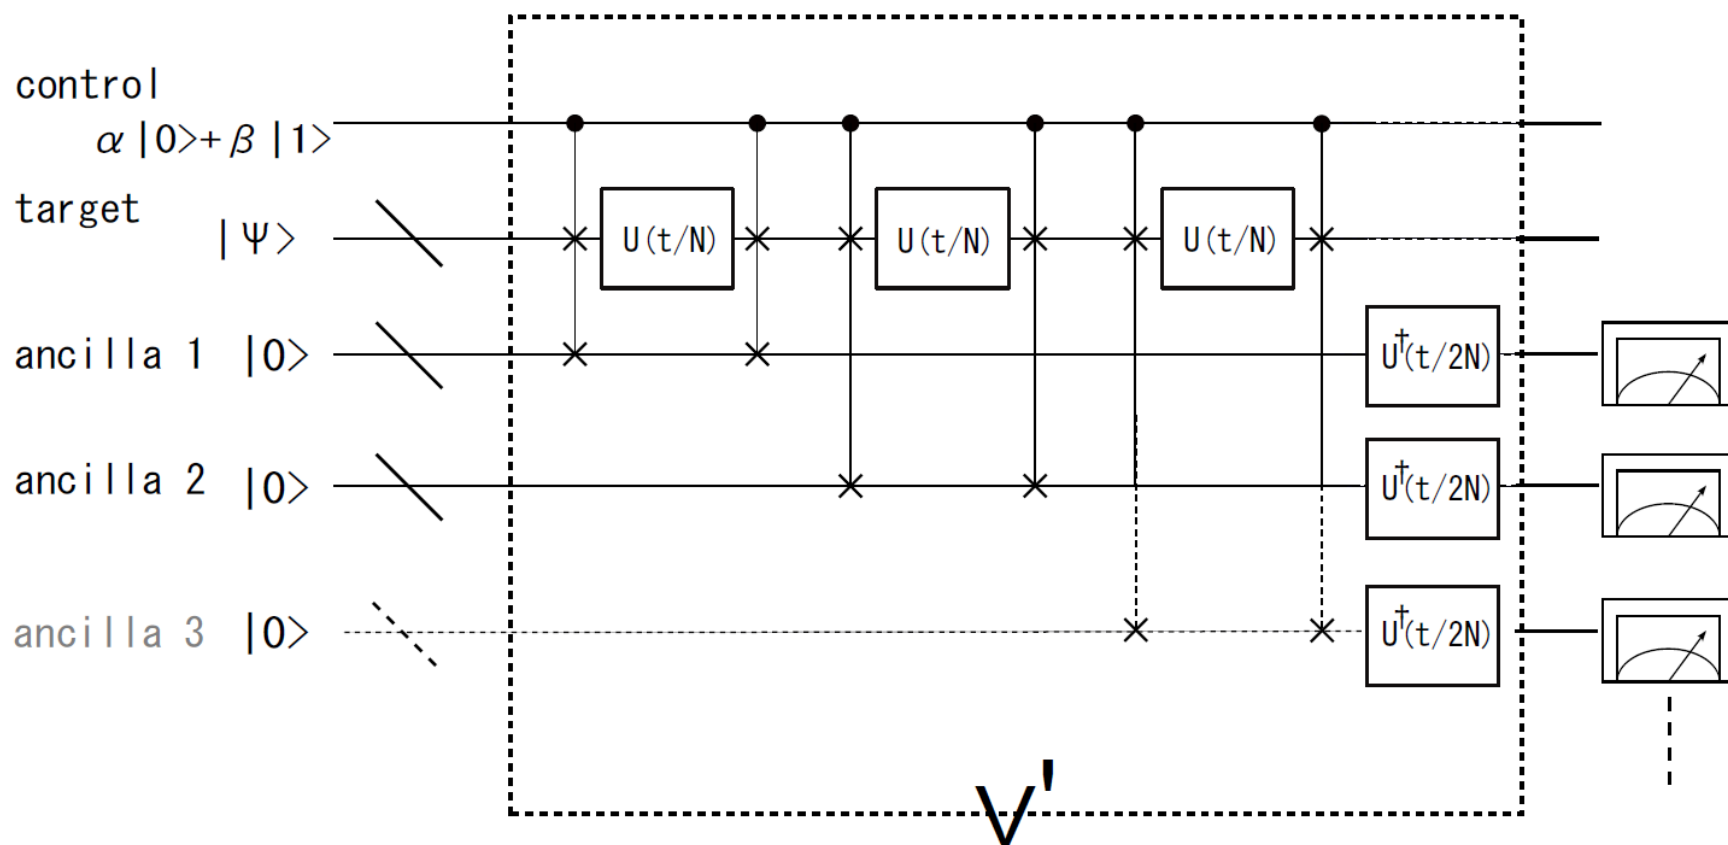 control
α|0>+β|1>
target
|Ψ>
U(t/N) U(t/N) U(t/N)
ancilla 1 |0>
U†(t/2N)
ancilla 2 |0>
U†(t/2N)
ancilla 3 |0>
U†(t/2N)
V'